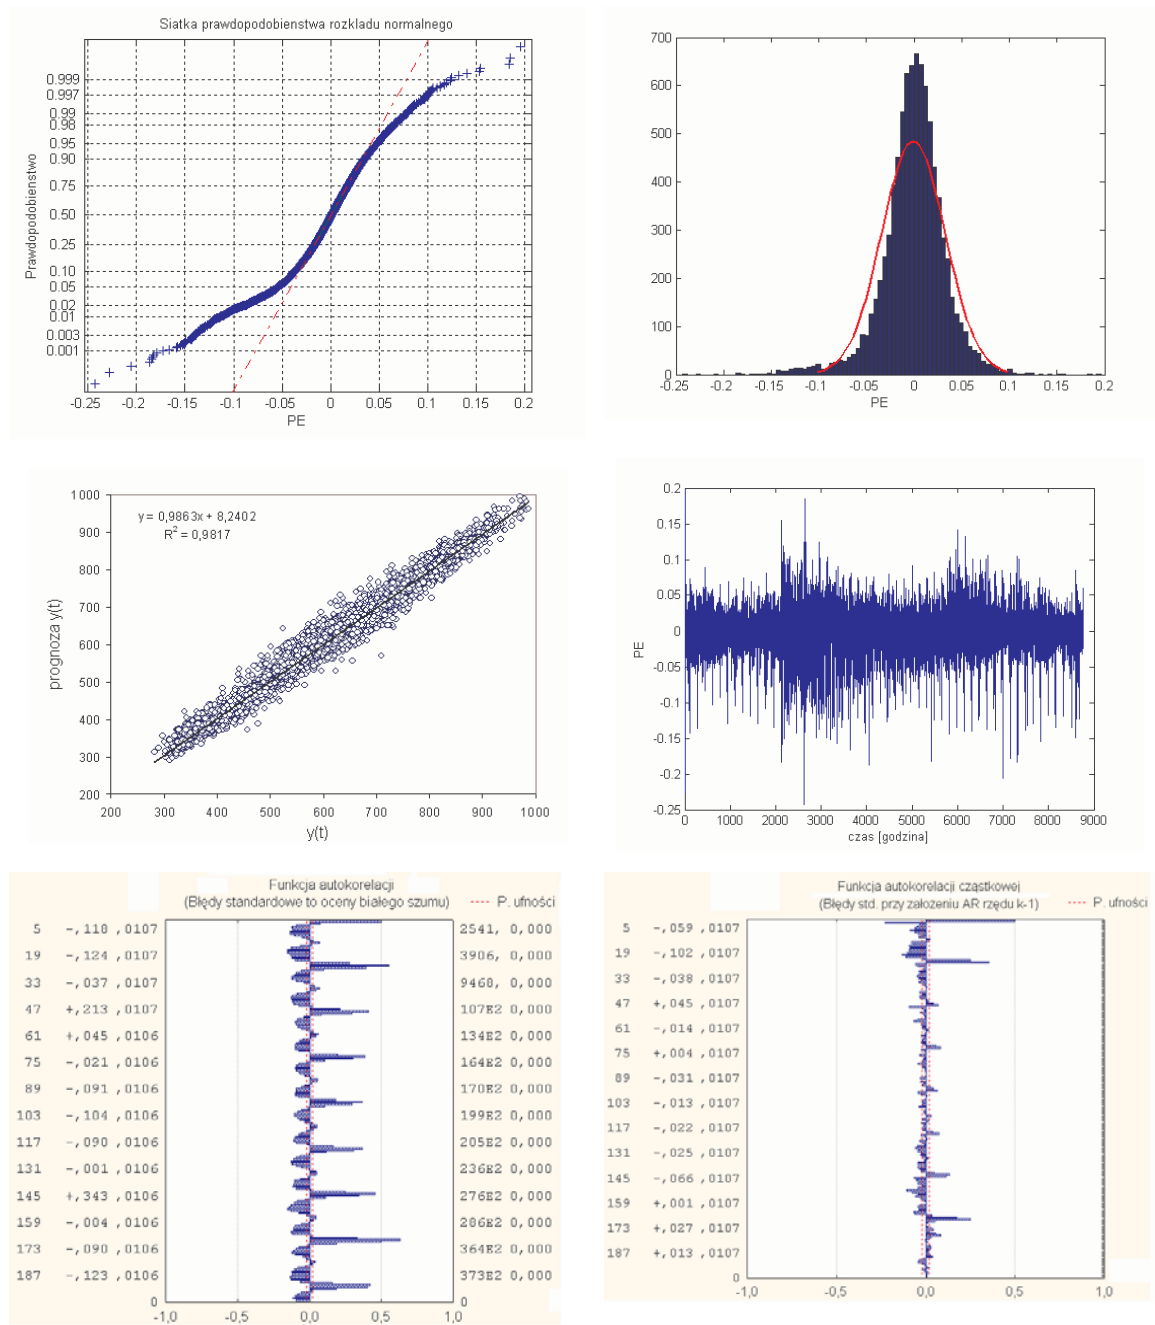 Siatka prawdopodobienstwa rozkladu normalnego
0.999
0.997
0.99
0.98
0.95
0.90
0.75
0.50
0.25
0.10
0.05
0.02
0.01
0.003
0.001
Prawdopodobienstwo
-0.25 -0.2 -0.15 -0.1 -0.05 0 0.05 0.1 0.15 0.2
PE
700
600
500
400
300
200
100
0
-0.25 -0.2 -0.15 -0.1 -0.05 0 0.05 0.1 0.15 0.2
PE
y = 0,9863x + 8,2402
R² = 0,9817
1000
900
800
700
600
500
400
300
200
prognoza y(t)
200 300 400 500 600 700 800 900 1000
y(t)
0.2
0.15
0.1
0.05
0
-0.05
-0.1
-0.15
-0.2
-0.25
PE
0 1000 2000 3000 4000 5000 6000 7000 8000 9000
czas [godzina]
Funkcja autokorelacji
(Błędy standardowe to oceny białego szumu)
P. ufności
5 -,118 ,0107 2541, 0,000
19 -,124 ,0107 3906, 0,000
33 -,037 ,0107 9468, 0,000
47 +,213 ,0107 107E2 0,000
61 +,045 ,0106 134E2 0,000
75 -,021 ,0106 164E2 0,000
89 -,091 ,0106 170E2 0,000
103 -,104 ,0106 199E2 0,000
117 -,090 ,0106 205E2 0,000
131 -,001 ,0106 236E2 0,000
145 +,343 ,0106 276E2 0,000
159 -,004 ,0106 286E2 0,000
173 -,090 ,0106 364E2 0,000
187 -,123 ,0106 373E2 0,000
0 0
-1,0 -0,5 0,0 0,5 1,0
Funkcja autokorelacji cząstkowej
(Błędy std. przy założeniu AR rzędu k-1)
P. ufności
5 -,059 ,0107
19 -,102 ,0107
33 -,038 ,0107
47 +,045 ,0107
61 -,014 ,0107
75 +,004 ,0107
89 -,031 ,0107
103 -,013 ,0107
117 -,022 ,0107
131 -,025 ,0107
145 -,066 ,0107
159 +,001 ,0107
173 +,027 ,0107
187 +,013 ,0107
0
-1,0 -0,5 0,0 0,5 1,0